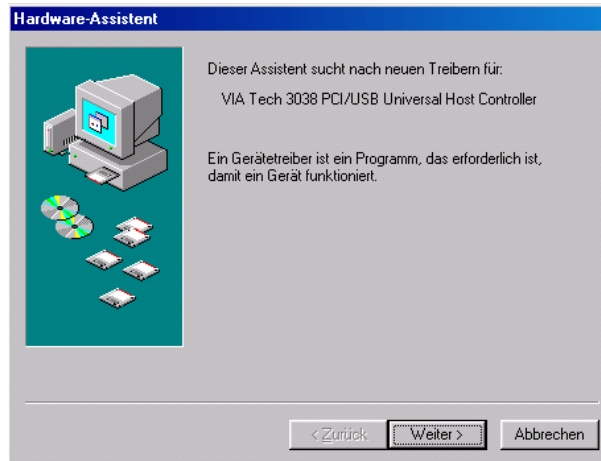 Hardware-Assistent
Dieser Assistent sucht nach neuen Treibern für:
VIA Tech 3038 PCI/USB Universal Host Controller
Ein Gerätetreiber ist ein Programm, das erforderlich ist,
damit ein Gerät funktioniert.
< Zurück Weiter > Abbrechen